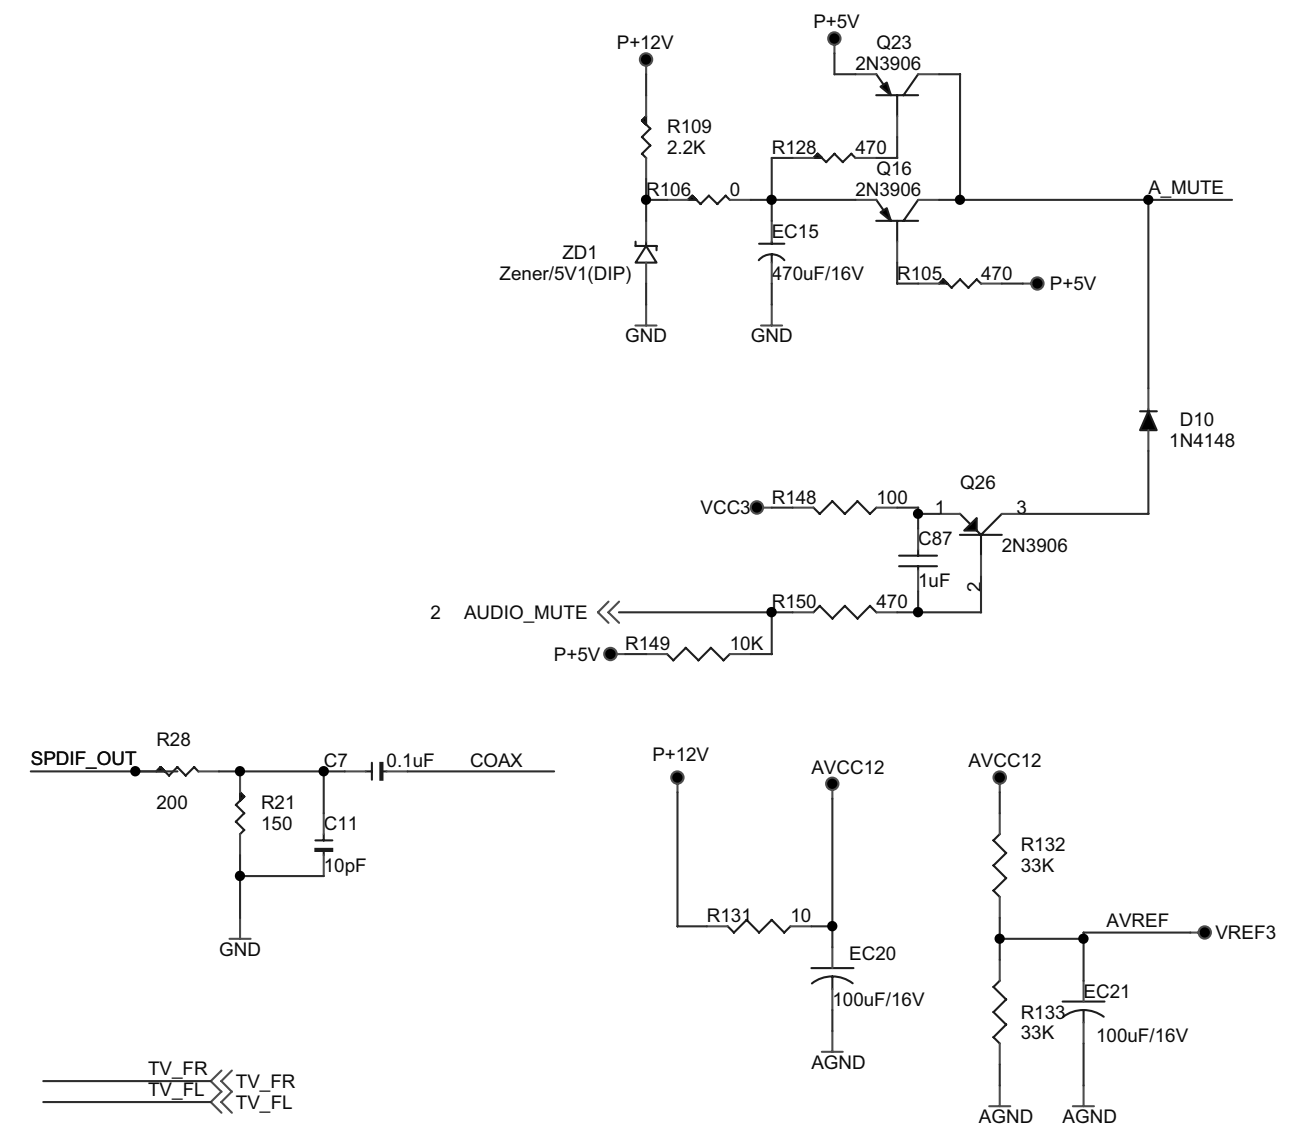 P+5V
P+12V
Q23
2N3906
R109
2.2K
R128 470
Q16
2N3906
R106 0
A_MUTE
EC15
470uF/16V
ZD1
Zener/5V1(DIP)
R105 470
P+5V
GND
GND
D10
1N4148
Q26
VCC3
R148 100
1
3
C87
2N3906
1uF
2
2 AUDIO_MUTE
R150 470
P+5V
R149 10K
SPDIF_OUT
R28
200
C7 0.1uF
COAX
R21
150
C11
10pF
GND
P+12V
AVCC12
R131 10
EC20
100uF/16V
AGND
AVCC12
R132
33K
AVREF
VREF3
R133
33K
EC21
100uF/16V
AGND
AGND
TV_FR
TV_FR
TV_FL
TV_FL